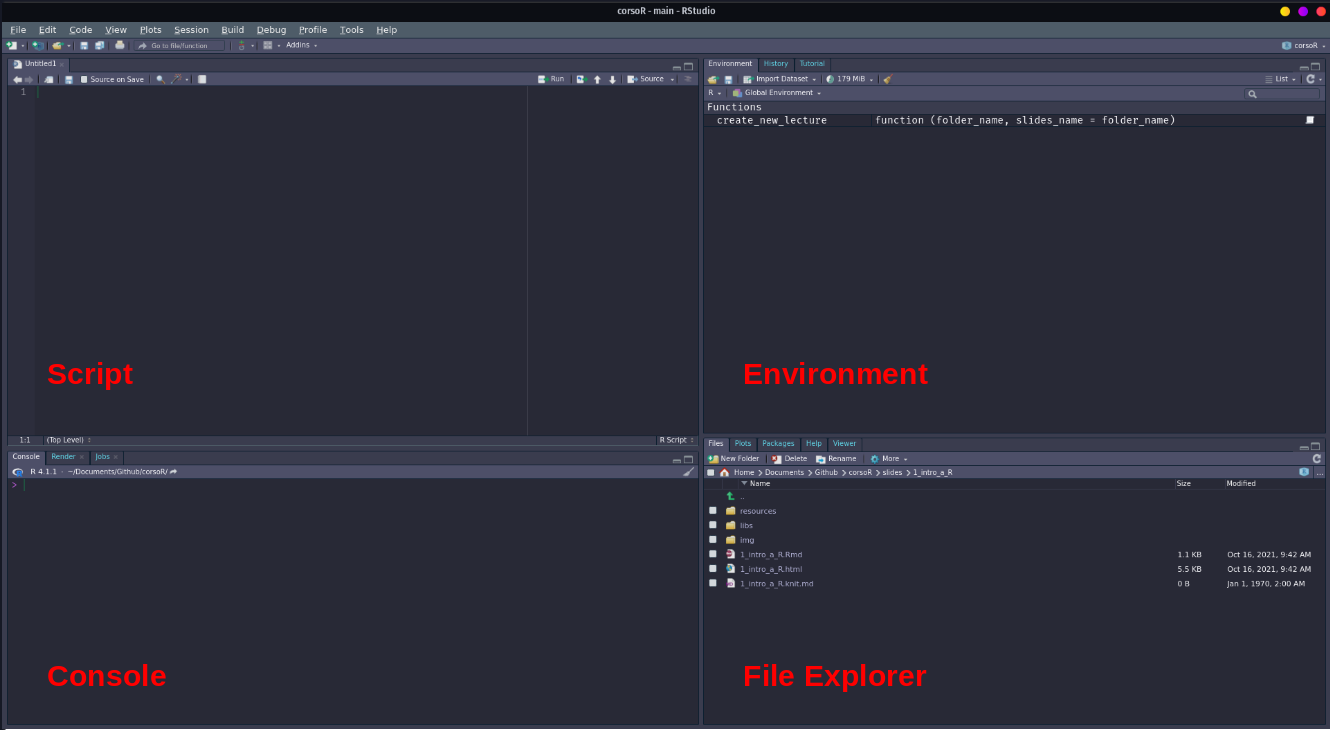 corsoR - main - RStudio
File Edit Code View Plots Session Build Debug Profile Tools Help
Go to file/function Addins corsoR
Untitled1
Source on Save Run Source
1
Script
1:1 (Top Level) R Script
Console Render Jobs
R 4.1.1 · ~/Documents/Github/corsoR/
>
Console
Environment History Tutorial
Import Dataset 179 MiB List
R Global Environment
Functions
create_new_lecture function (folder_name, slides_name = folder_name)
Environment
Files Plots Packages Help Viewer
New Folder Delete Rename More
Home Documents Github corsoR slides 1_intro_a_R ...
Name Size Modified
..
resources
libs
img
1_intro_a_R.Rmd 1.1 KB Oct 16, 2021, 9:42 AM
1_intro_a_R.html 5.5 KB Oct 16, 2021, 9:42 AM
1_intro_a_R.knit.md 0 B Jan 1, 1970, 2:00 AM
File Explorer